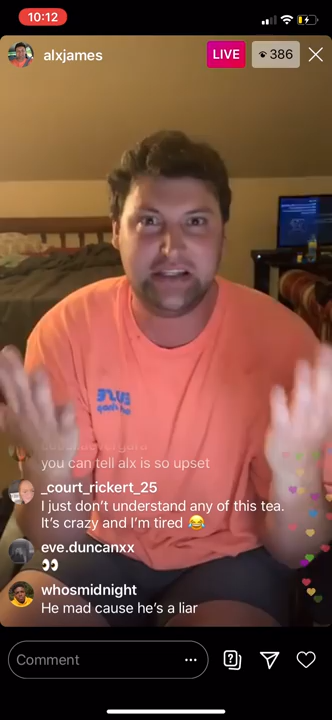 10:12
alxjames
LIVE
386
you can tell alx is so upset
_court_rickert_25
I just don't understand any of this tea.
It's crazy and I'm tired 😂
eve.duncanxx
👀
whosmidnight
He mad cause he's a liar
Comment